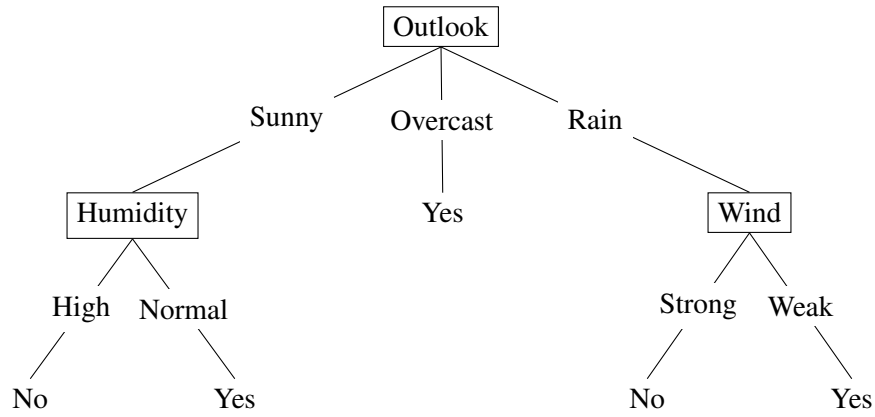 Outlook
Sunny Overcast Rain
Humidity Yes Wind
High Normal Strong Weak
No Yes No Yes